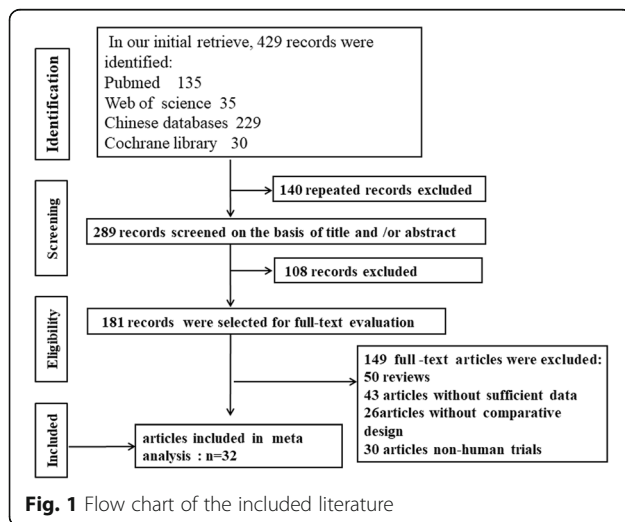 In our initial retrieve, 429 records were
identified:
Pubmed 135
Web of science 35
Chinese databases 229
Cochrane library 30
Identification
140 repeated records excluded
Screening
289 records screened on the basis of title and /or abstract
108 records excluded
181 records were selected for full-text evaluation
Eligibility
149 full -text articles were excluded:
50 reviews
43 articles without sufficient data
26articles without comparative
design
30 articles non-human trials
Included
articles included in meta
analysis : n=32
Fig. 1 Flow chart of the included literature